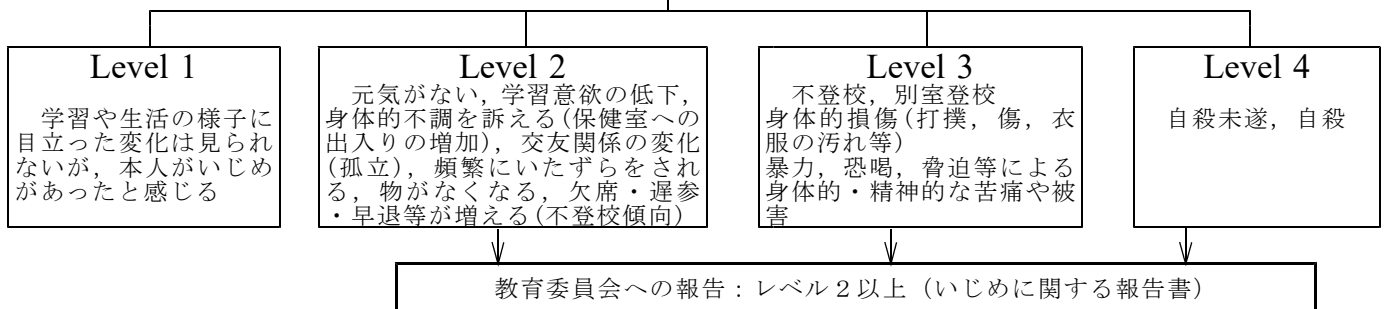 Level 1
学習や生活の様子に
目立った変化は見られ
ないが，本人がいじめ
があったと感じる
Level 2
元気がない，学習意欲の低下，
身体的不調を訴える(保健室への
出入りの増加)，交友関係の変化
(孤立)，頻繁にいたずらをされ
る，物がなくなる，欠席・遅参
・早退等が増える(不登校傾向)
Level 3
不登校，別室登校
身体的損傷(打撲，傷，衣
服の汚れ等)
暴力，恐喝，脅迫等による
身体的・精神的な苦痛や被
害
Level 4
自殺未遂，自殺
教育委員会への報告：レベル２以上（いじめに関する報告書）